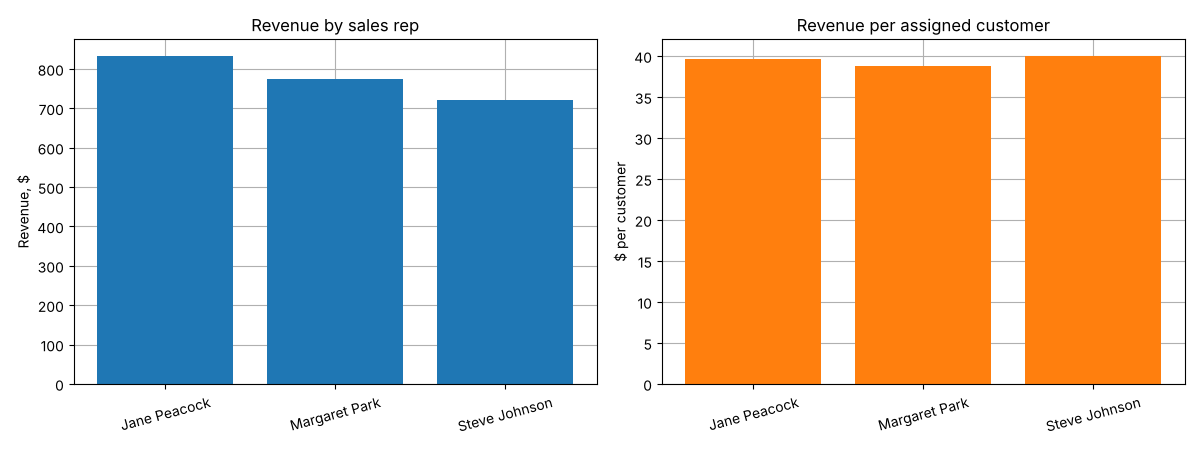 Revenue by sales rep
Revenue, $
800
700
600
500
400
300
200
100
0
Jane Peacock
Margaret Park
Steve Johnson
Revenue per assigned customer
$ per customer
40
35
30
25
20
15
10
5
0
Jane Peacock
Margaret Park
Steve Johnson